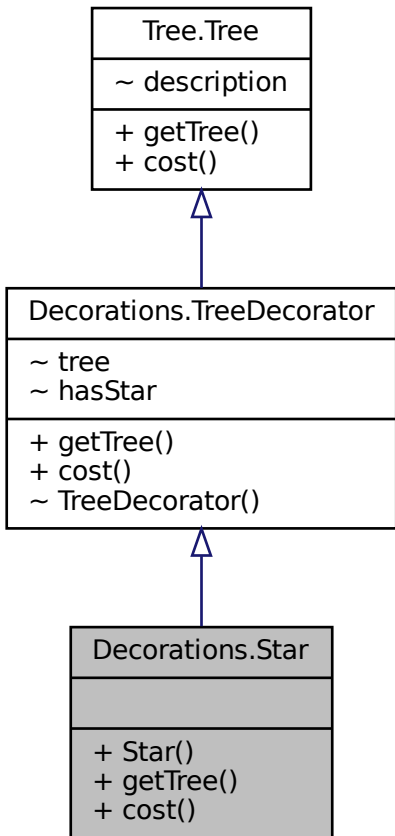 Tree.Tree
~ description
+ getTree()
+ cost()
Decorations.TreeDecorator
~ tree
~ hasStar
+ getTree()
+ cost()
~ TreeDecorator()
Decorations.Star
+ Star()
+ getTree()
+ cost()